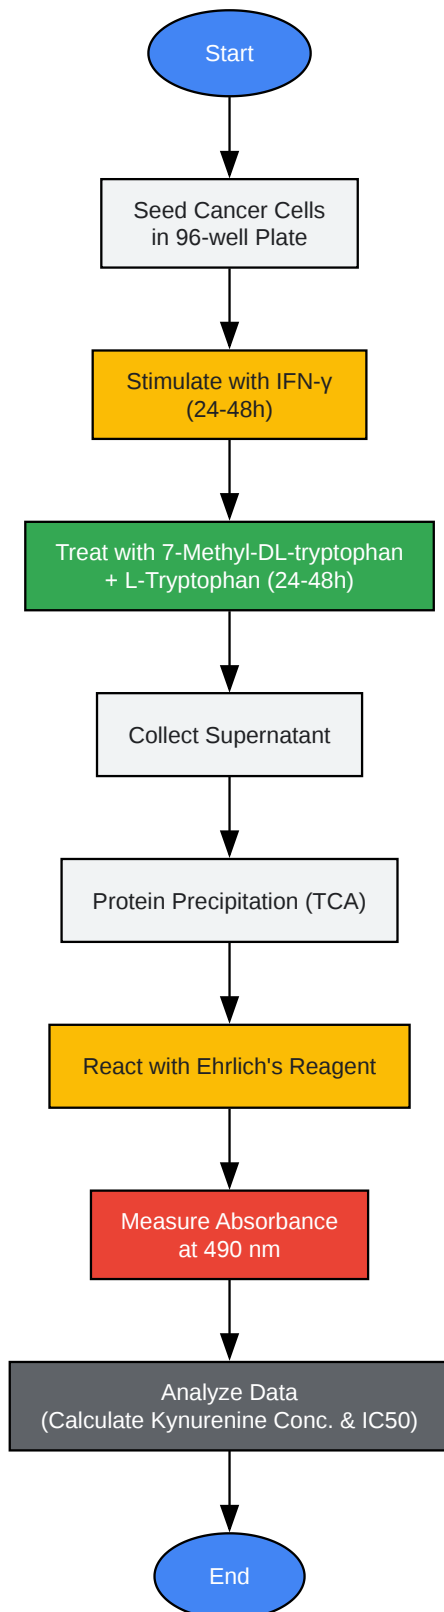 Start
Seed Cancer Cells
in 96-well Plate
Stimulate with IFN-γ
(24-48h)
Treat with 7-Methyl-DL-tryptophan
+ L-Tryptophan (24-48h)
Collect Supernatant
Protein Precipitation (TCA)
React with Ehrlich's Reagent
Measure Absorbance
at 490 nm
Analyze Data
(Calculate Kynurenine Conc. & IC50)
End